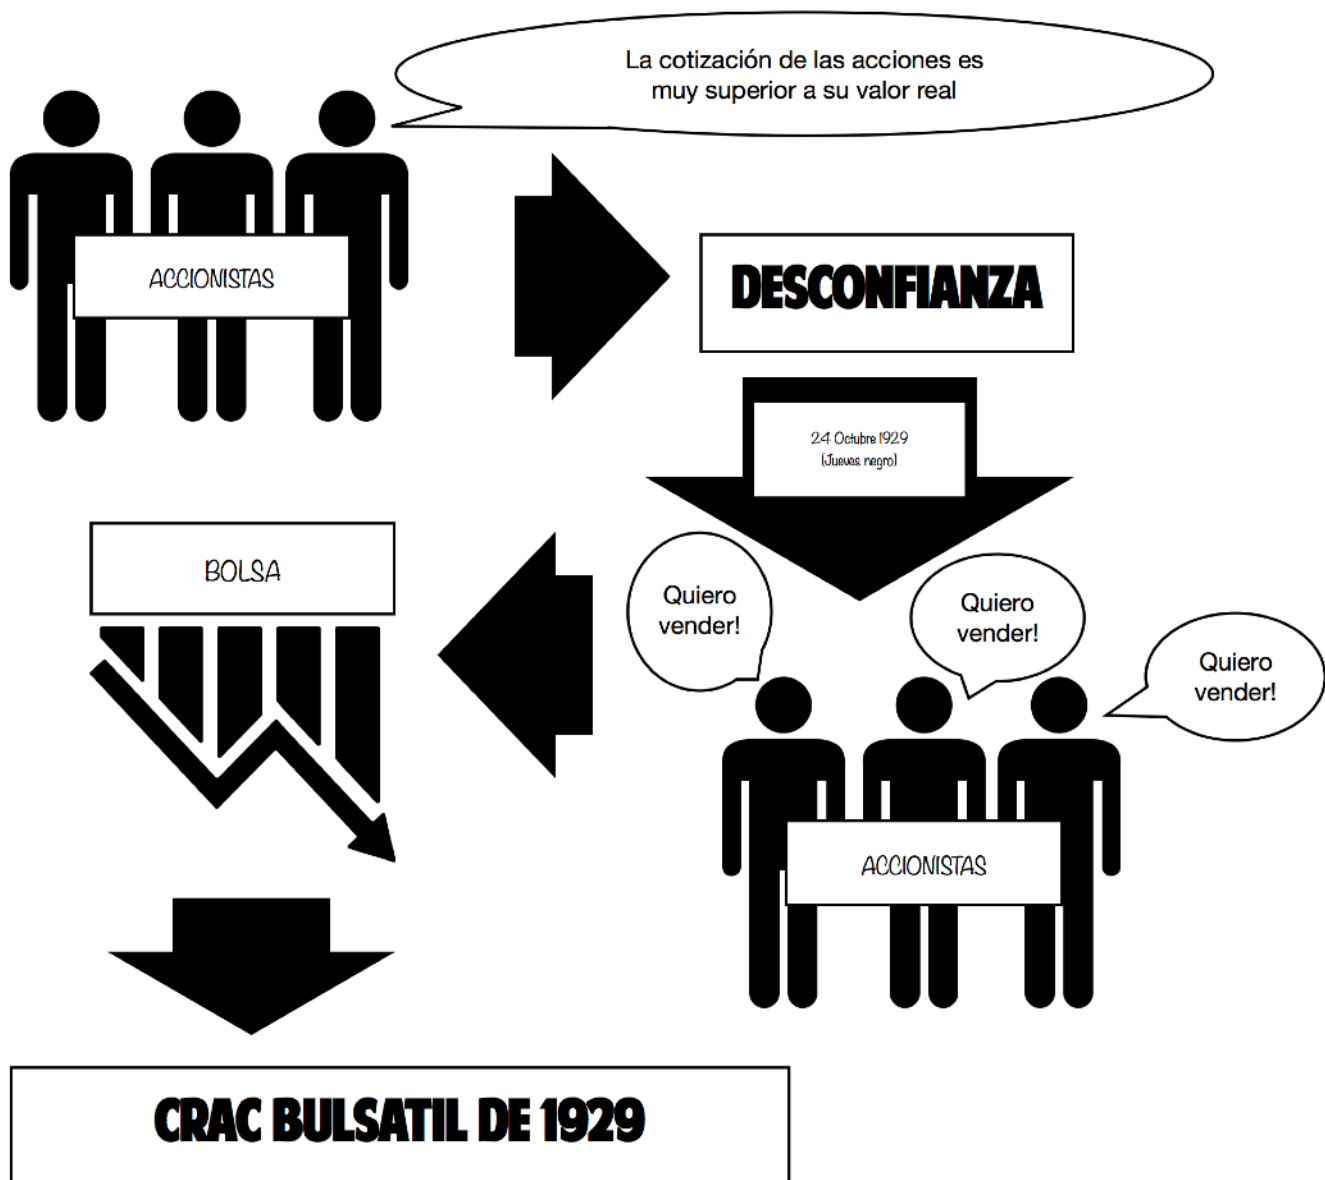 La cotización de las acciones es
muy superior a su valor real
ACCIONISTAS
DESCONFIANZA
24 Octubre 1929
(Jueves negro)
Quiero
vender!
Quiero
vender!
Quiero
vender!
ACCIONISTAS
BOLSA
CRAC BULSATIL DE 1929